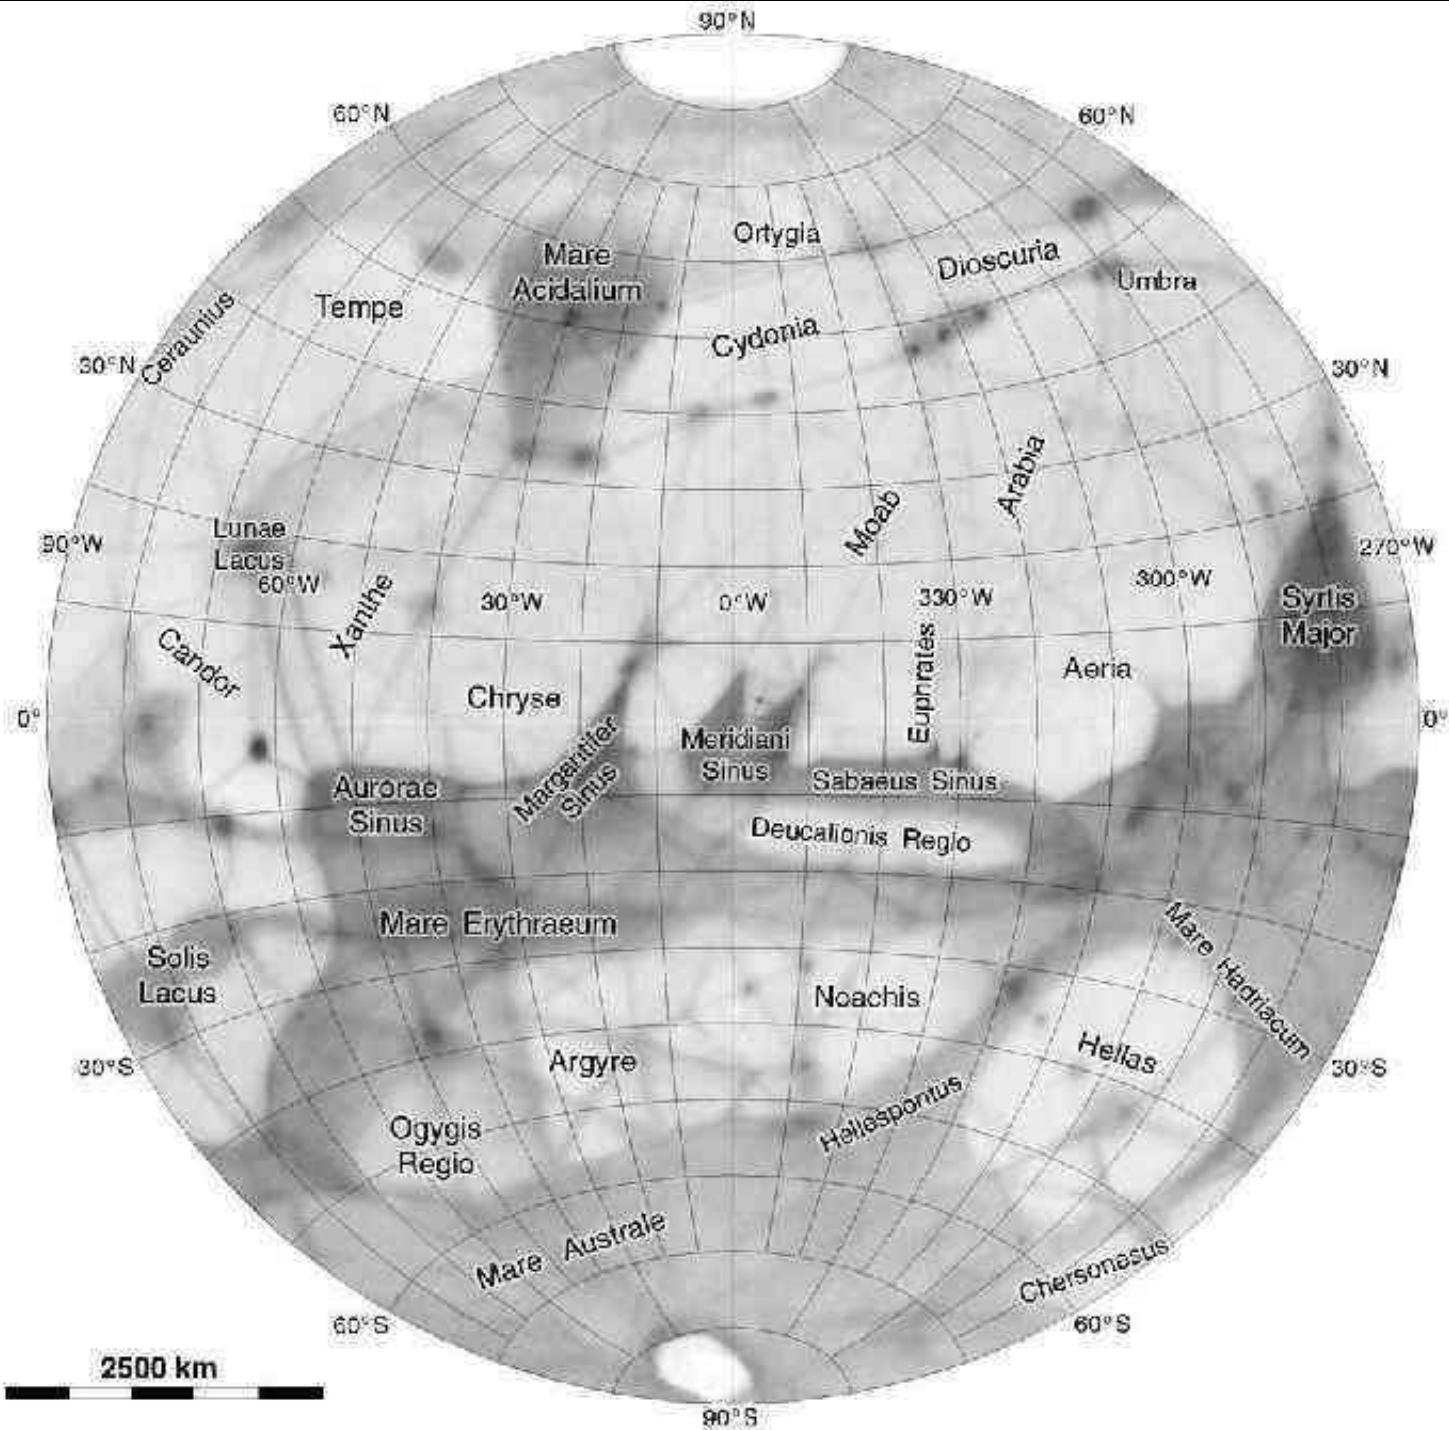 90°N
60°N
60°N
Ortygia
Mare
Acidalium
Dioscuria
Umbra
Tempe
Cydonia
Ceraunius
30°N
30°N
Arabia
Moab
Lunae
Lacus
90°W
270°W
60°W
Xanthe
30°W
0°W
330°W
300°W
Syrtis
Major
Candor
Euphrates
Aeria
Chryse
0°
0°
Margaritifer
Sinus
Meridiani
Sinus
Sabaeus Sinus
Aurorae
Sinus
Deucalionis Regio
Mare Erythraeum
Mare Hadriacum
Solis
Lacus
Noachis
Argyre
Hellas
30°S
30°S
Hellespontus
Ogygis
Regio
Mare Australe
Chersonesus
60°S
60°S
2500 km
90°S